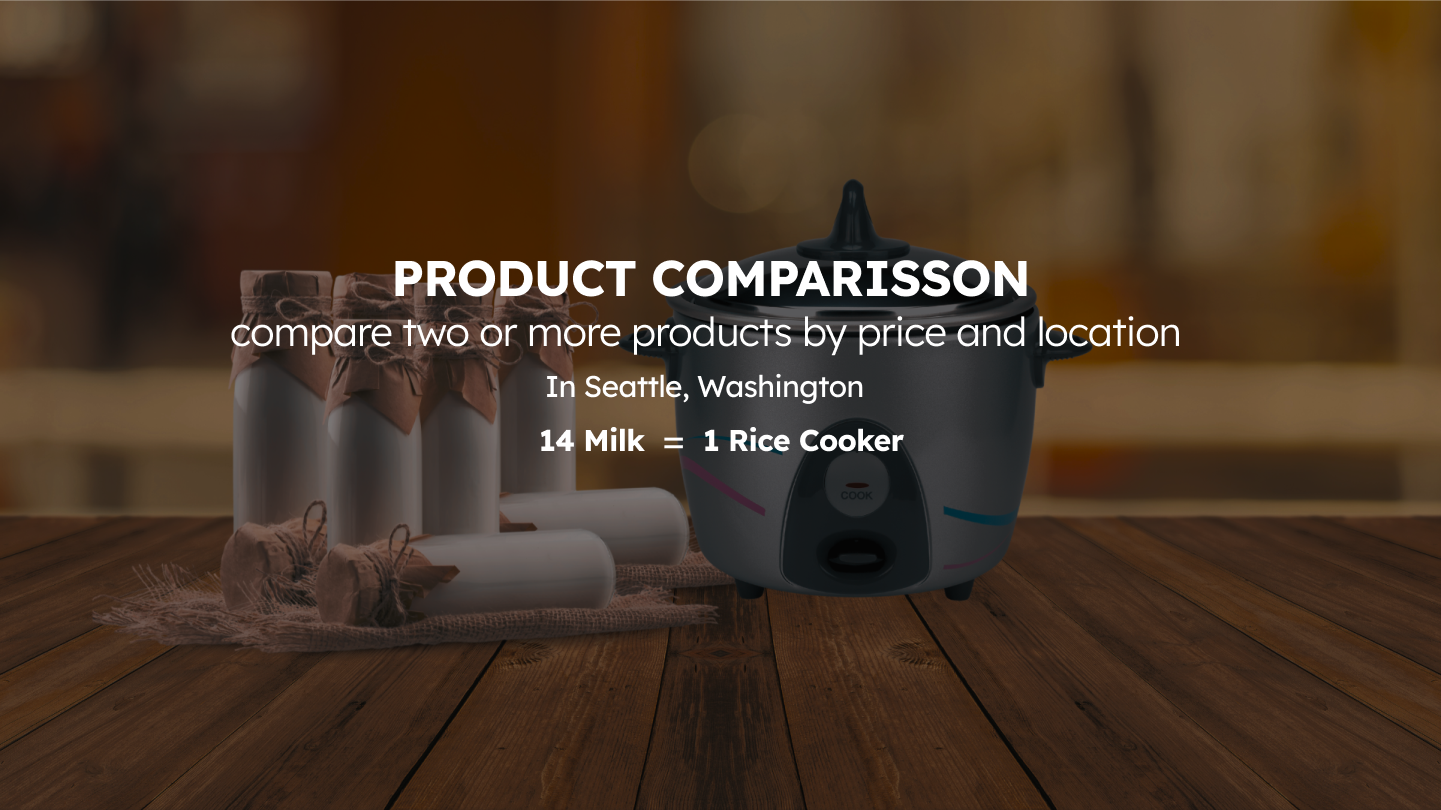 PRODUCT COMPARISSON
compare two or more products by price and location
In Seattle, Washington
14 Milk = 1 Rice Cooker
COOK